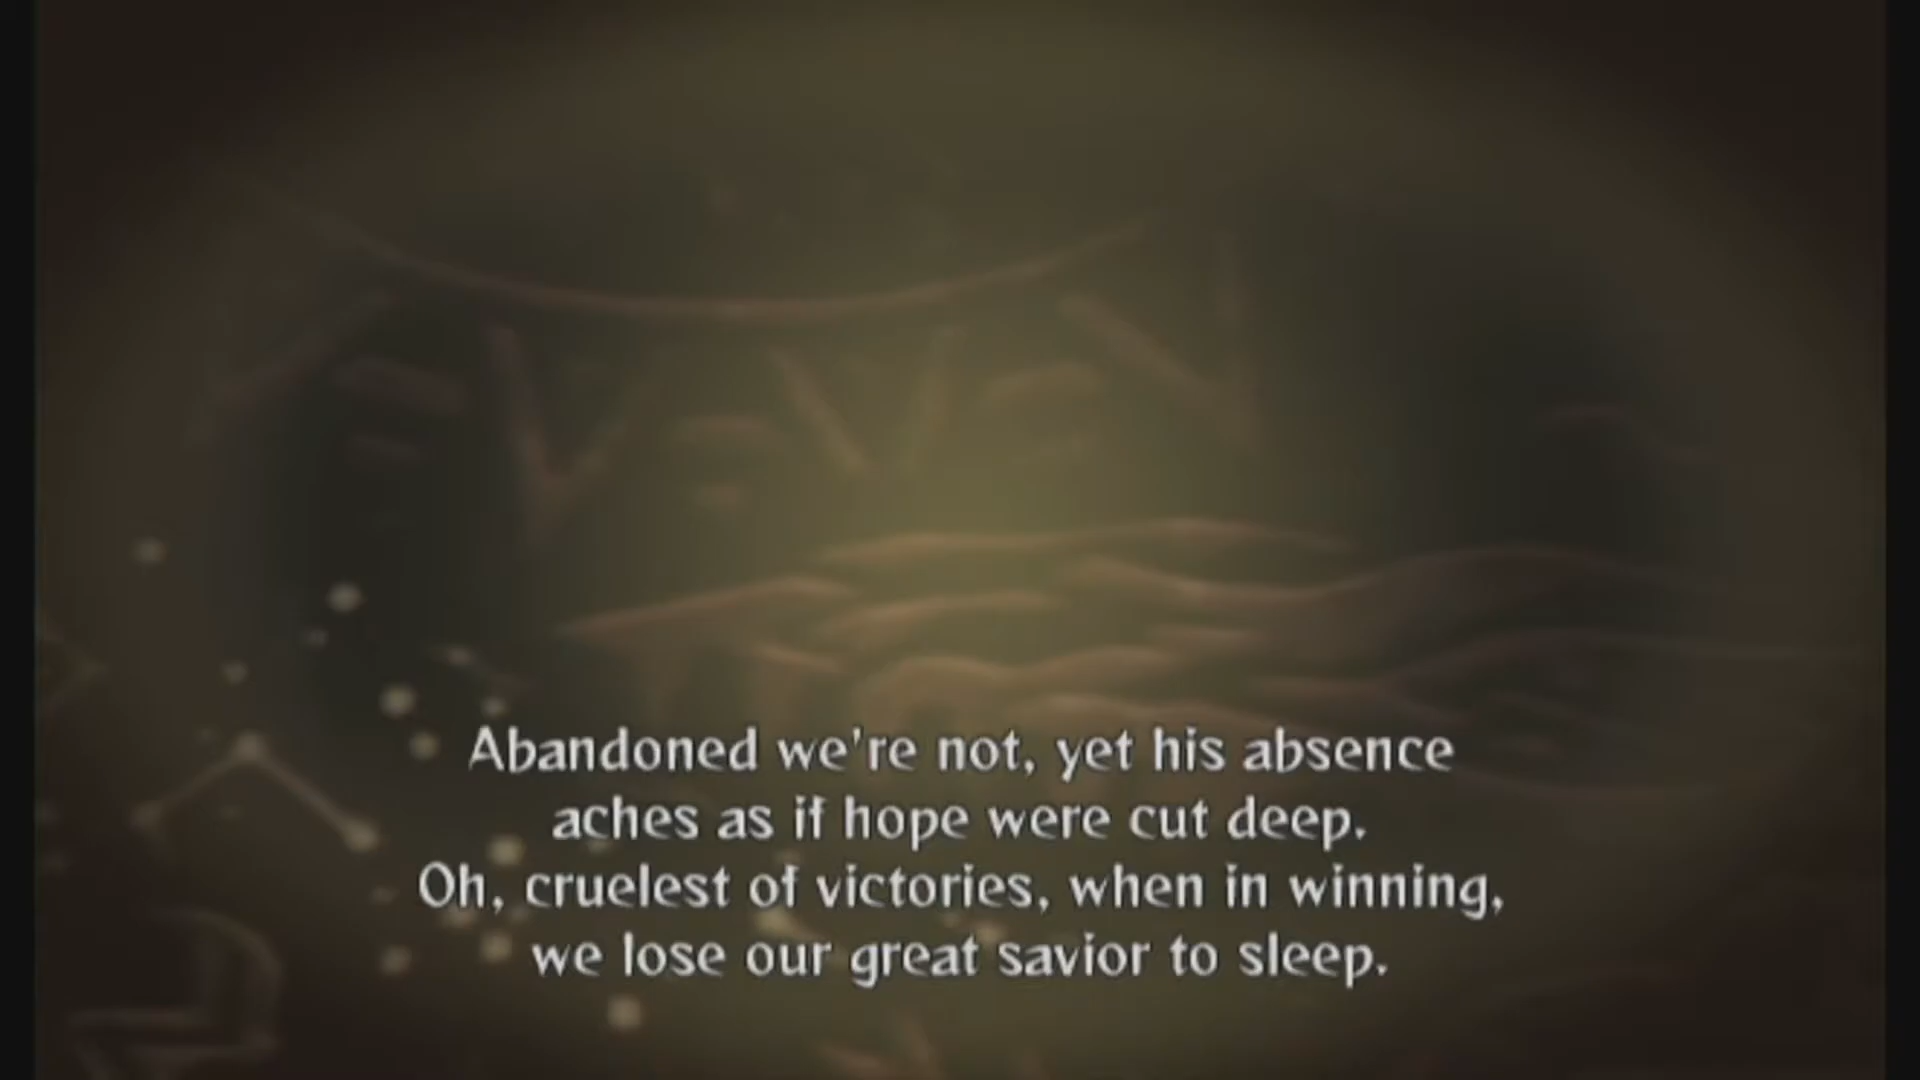 Abandoned we're not, yet his absence
aches as if hope were cut deep.
Oh, cruelest of victories, when in winning,
we lose our great savior to sleep.